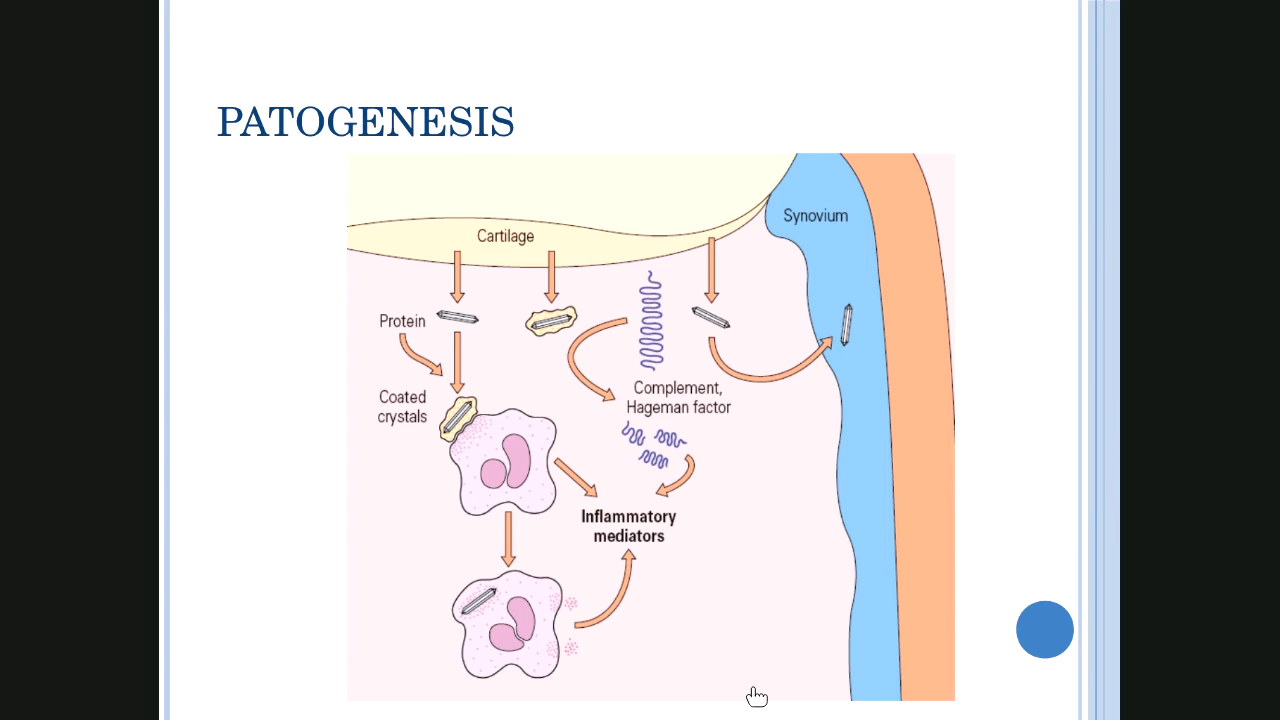 PATOGENESIS
Synovium
Cartilage
Protein
Coated
crystals
Complement,
Hageman factor
Inflammatory
mediators